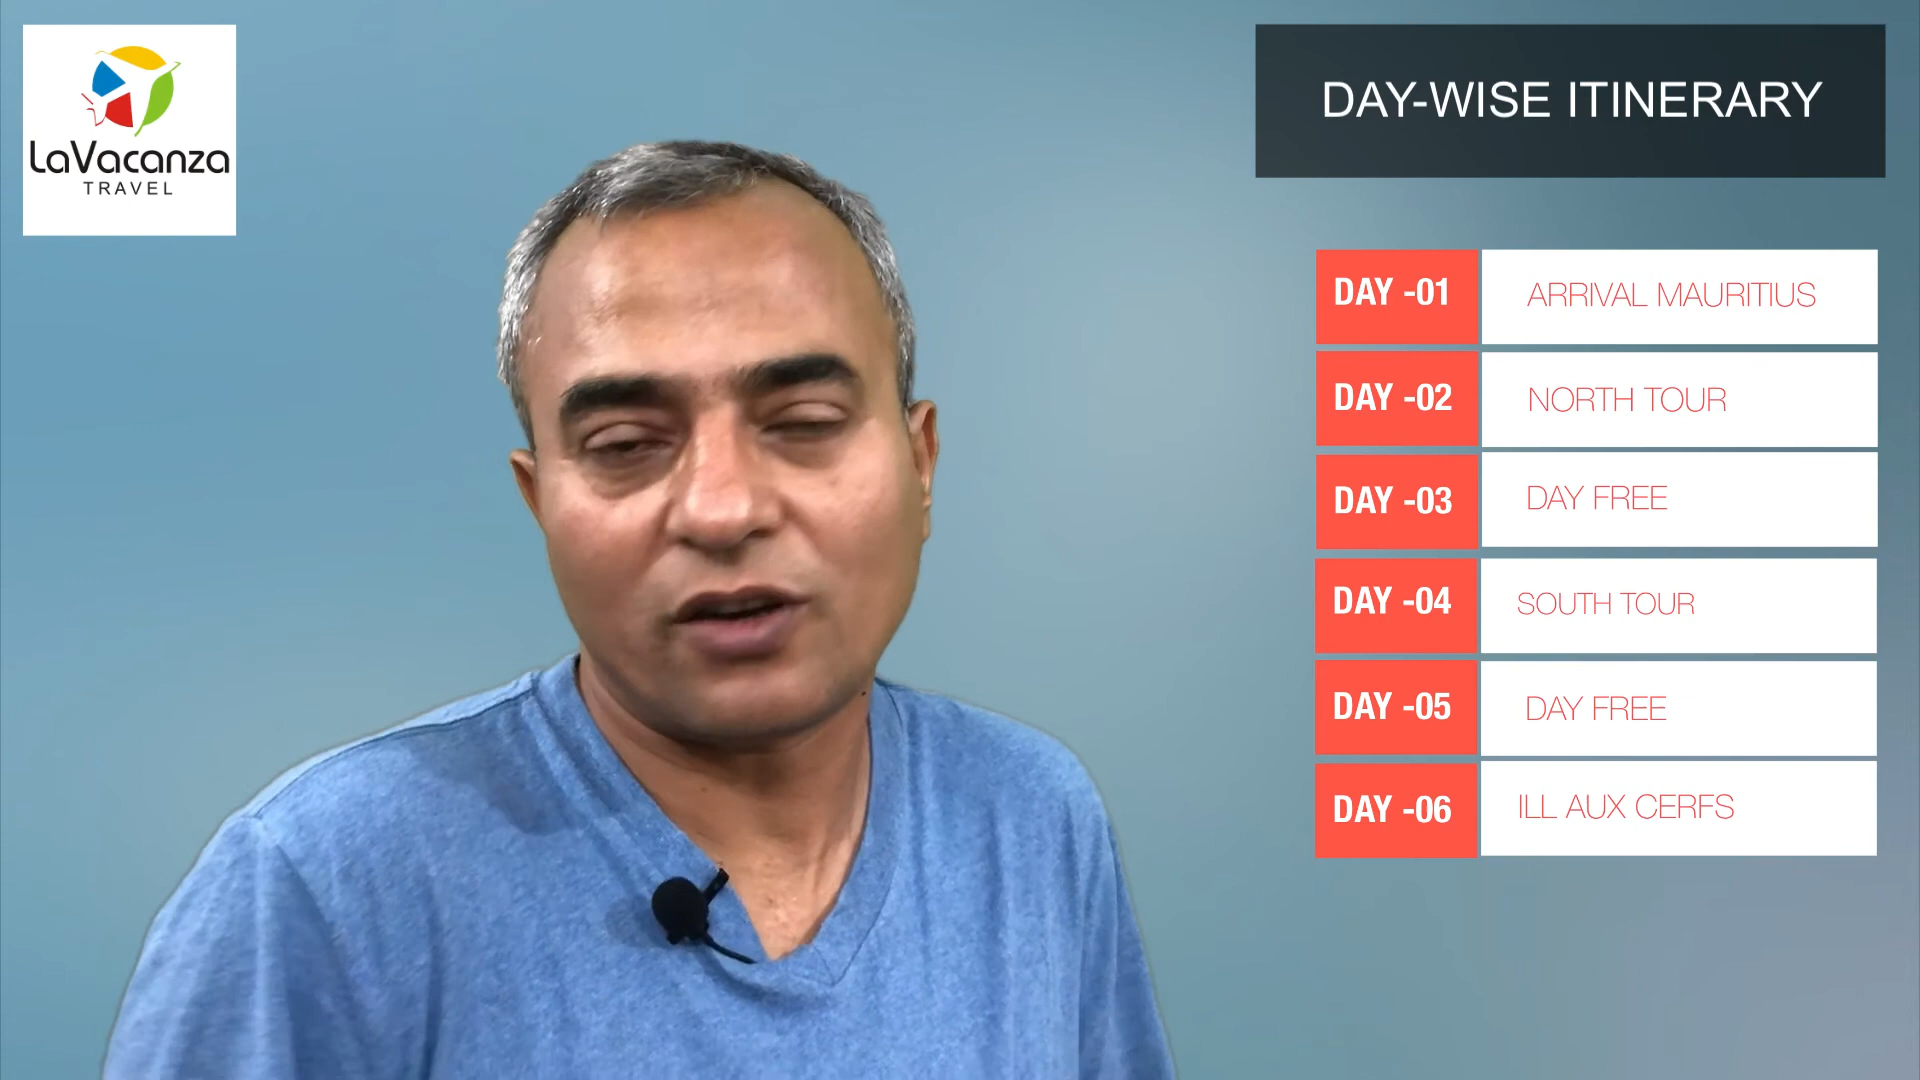 LaVacanza
TRAVEL
DAY-WISE ITINERARY
DAY -01 ARRIVAL MAURITIUS
DAY -02 NORTH TOUR
DAY -03 DAY FREE
DAY -04 SOUTH TOUR
DAY -05 DAY FREE
DAY -06 ILL AUX CERFS